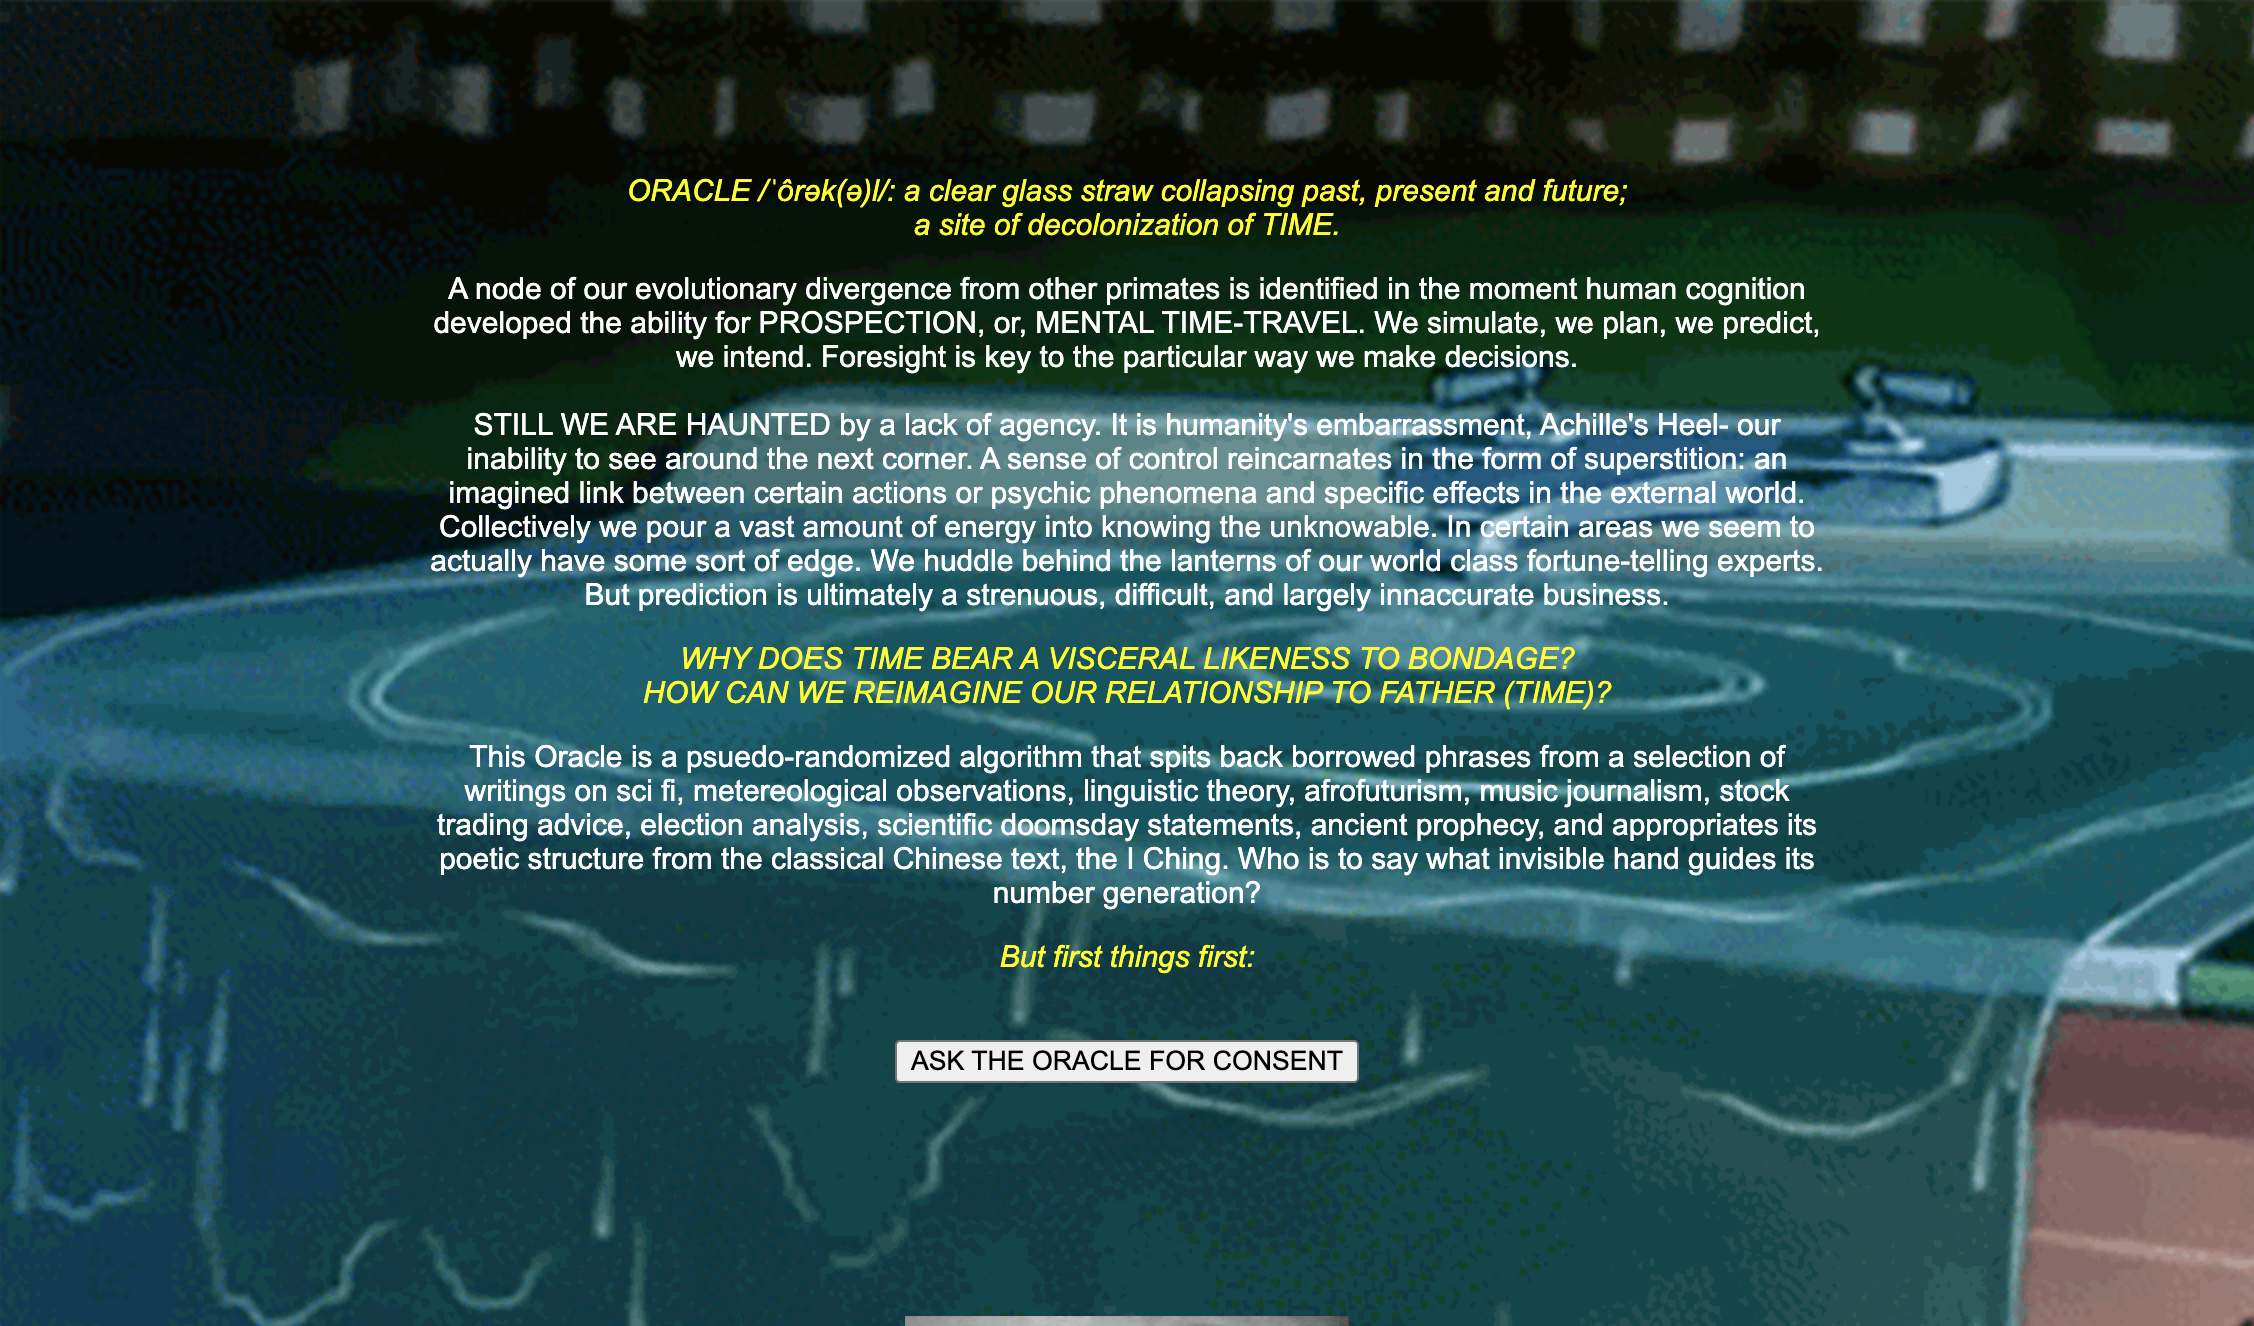 ORACLE /ˈôrək(ə)l/: a clear glass straw collapsing past, present and future;
a site of decolonization of TIME.
A node of our evolutionary divergence from other primates is identified in the moment human cognition
developed the ability for PROSPECTION, or, MENTAL TIME-TRAVEL. We simulate, we plan, we predict,
we intend. Foresight is key to the particular way we make decisions.
STILL WE ARE HAUNTED by a lack of agency. It is humanity's embarrassment, Achille's Heel- our
inability to see around the next corner. A sense of control reincarnates in the form of superstition: an
imagined link between certain actions or psychic phenomena and specific effects in the external world.
Collectively we pour a vast amount of energy into knowing the unknowable. In certain areas we seem to
actually have some sort of edge. We huddle behind the lanterns of our world class fortune-telling experts.
But prediction is ultimately a strenuous, difficult, and largely innaccurate business.
WHY DOES TIME BEAR A VISCERAL LIKENESS TO BONDAGE?
HOW CAN WE REIMAGINE OUR RELATIONSHIP TO FATHER (TIME)?
This Oracle is a psuedo-randomized algorithm that spits back borrowed phrases from a selection of
writings on sci fi, metereological observations, linguistic theory, afrofuturism, music journalism, stock
trading advice, election analysis, scientific doomsday statements, ancient prophecy, and appropriates its
poetic structure from the classical Chinese text, the I Ching. Who is to say what invisible hand guides its
number generation?
But first things first:
ASK THE ORACLE FOR CONSENT